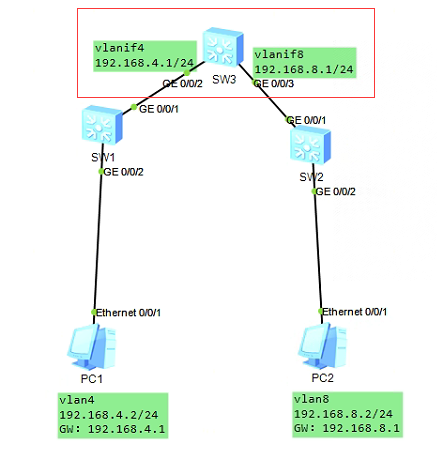 vlanif4
192.168.4.1/24
vlanif8
192.168.8.1/24
SW3
GE 0/0/2
GE 0/0/3
GE 0/0/1
GE 0/0/1
SW1
SW2
GE 0/0/2
GE 0/0/2
Ethernet 0/0/1
Ethernet 0/0/1
PC1
PC2
vlan4
192.168.4.2/24
GW: 192.168.4.1
vlan8
192.168.8.2/24
GW: 192.168.8.1